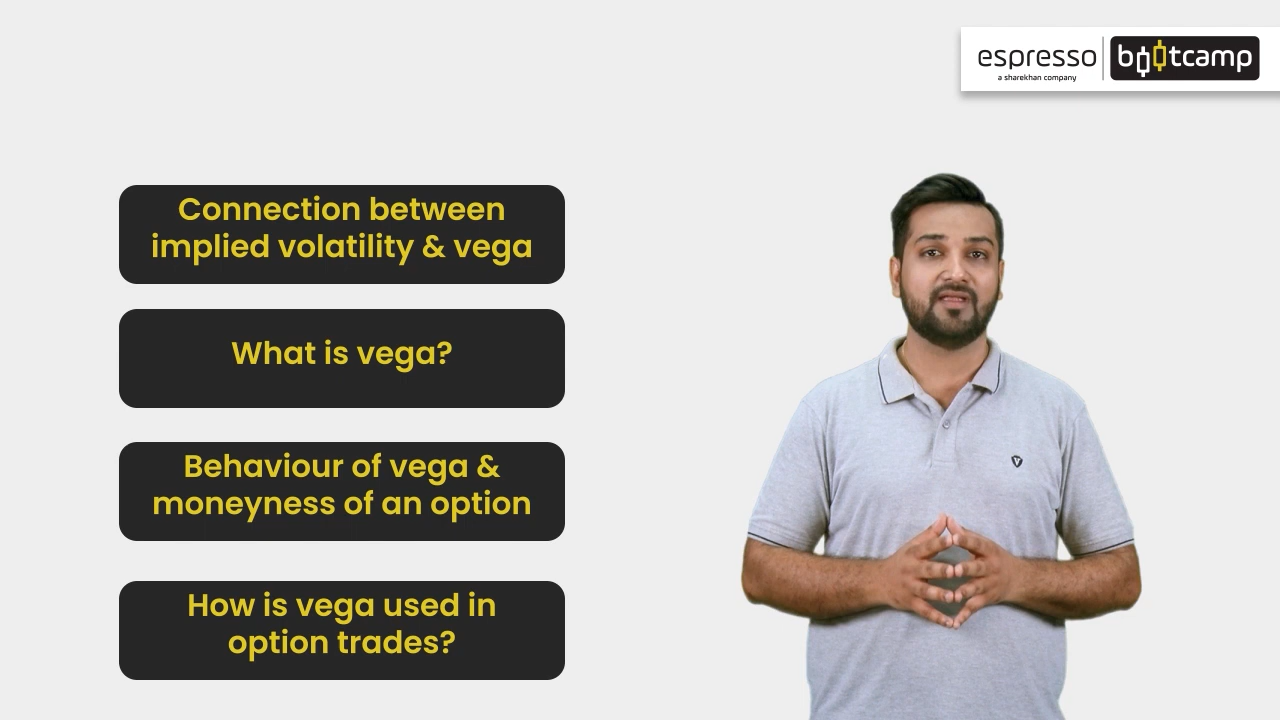 espresso
a sharekhan company
bootcamp
Connection between
implied volatility & vega
What is vega?
Behaviour of vega &
moneyness of an option
How is vega used in
option trades?